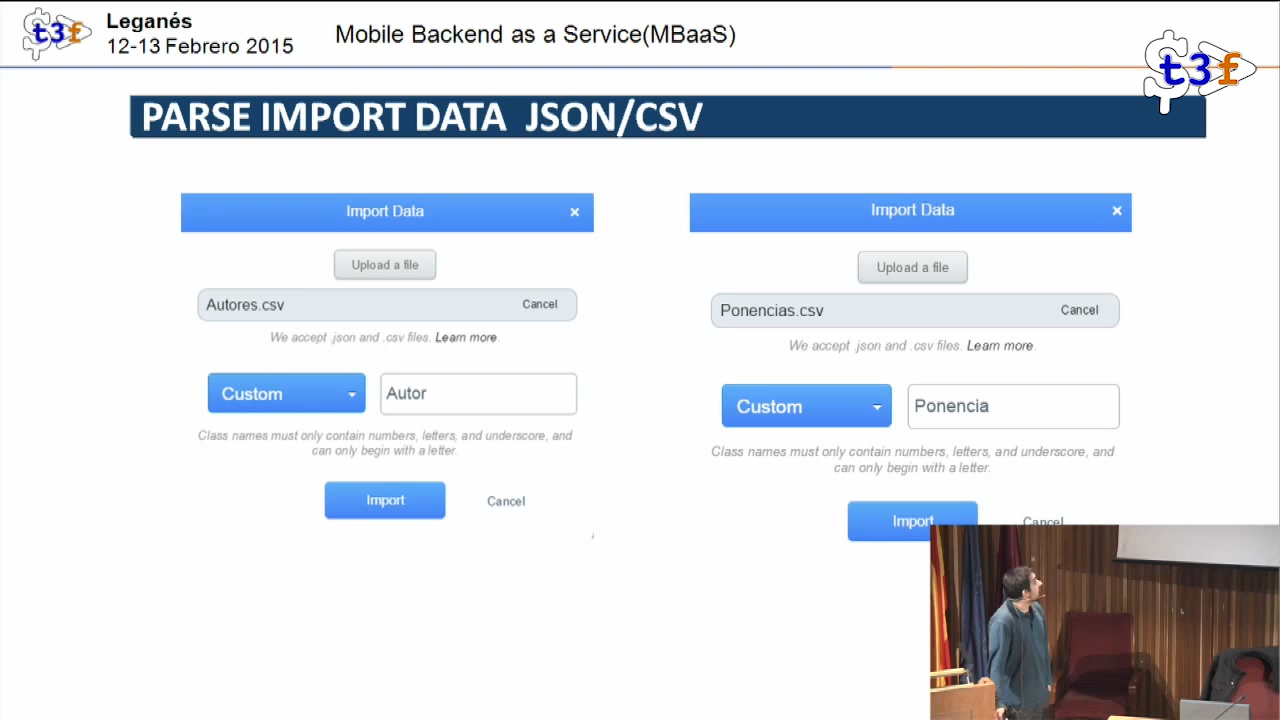 t3f
Leganés
12-13 Febrero 2015
Mobile Backend as a Service(MBaaS)
t3f
PARSE IMPORT DATA JSON/CSV
Import Data ×
Upload a file
Autores.csv Cancel
We accept .json and .csv files. Learn more.
Custom Autor
Class names must only contain numbers, letters, and underscore, and
can only begin with a letter.
Import Cancel
Import Data ×
Upload a file
Ponencias.csv Cancel
We accept .json and .csv files. Learn more.
Custom Ponencia
Class names must only contain numbers, letters, and underscore, and
can only begin with a letter.
Import Cancel